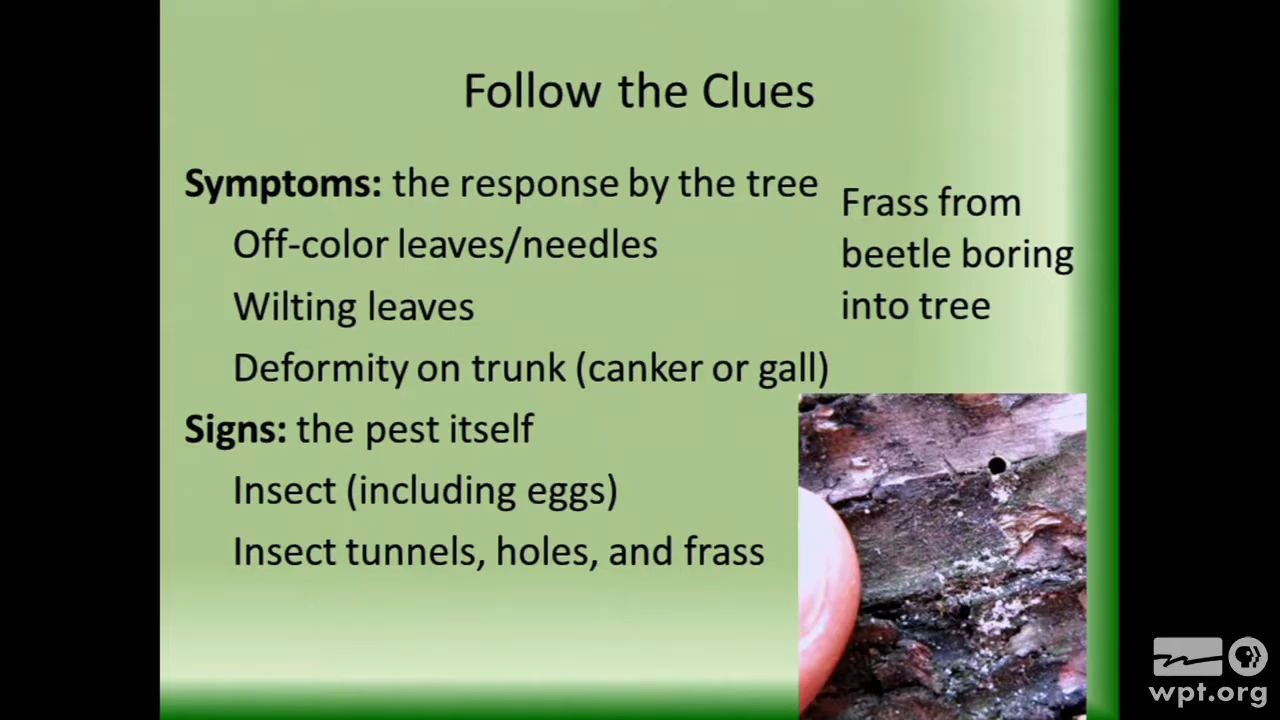 Follow the Clues
Symptoms: the response by the tree
Off-color leaves/needles
Wilting leaves
Deformity on trunk (canker or gall)
Signs: the pest itself
Insect (including eggs)
Insect tunnels, holes, and frass
Frass from
beetle boring
into tree
wpt.org